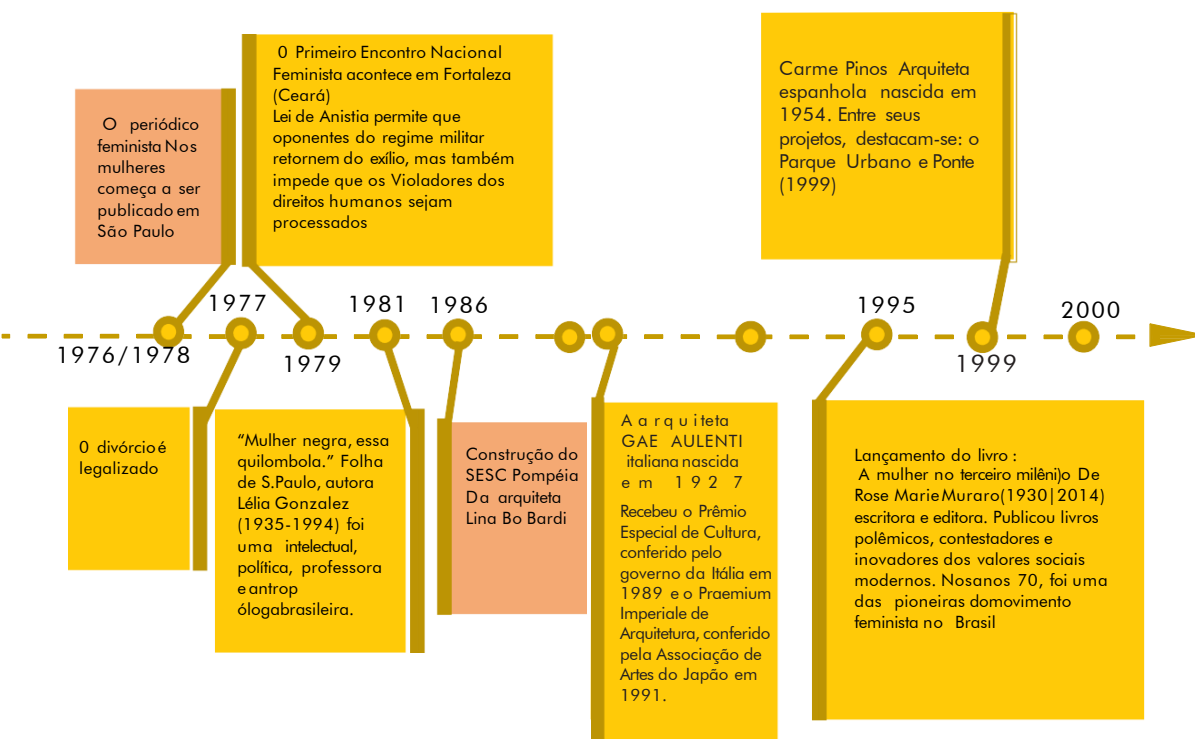 O periódico
feminista Nos
mulheres
começa a ser
publicado em
São Paulo
0 Primeiro Encontro Nacional
Feminista acontece em Fortaleza
(Ceará)
Lei de Anistia permite que
oponentes do regime militar
retornem do exílio, mas também
impede que os Violadores dos
direitos humanos sejam
processados
Carme Pinos Arquiteta
espanhola nascida em
1954. Entre seus
projetos, destacam-se: o
Parque Urbano e Ponte
(1999)
1976/1978
1977
1979
1981
1986
1995
1999
2000
0 divórcio é
legalizado
“Mulher negra, essa
quilombola.” Folha
de S.Paulo, autora
Lélia Gonzalez
(1935-1994) foi
uma intelectual,
política, professora
e antrop
ólogabrasileira.
Construção do
SESC Pompéia
Da arquiteta
Lina Bo Bardi
A a r q u iteta
GAE AULENTI
italiana nascida
e m 1 9 2 7
Recebeu o Prêmio
Especial de Cultura,
conferido pelo
governo da Itália em
1989 e o Praemium
Imperiale de
Arquitetura, conferido
pela Associação de
Artes do Japão em
1991.
Lançamento do livro :
A mulher no terceiro milêni)o De
Rose Marie Muraro(1930|2014)
escritora e editora. Publicou livros
polêmicos, contestadores e
inovadores dos valores sociais
modernos. Nosanos 70, foi uma
das pioneiras domovimento
feminista no Brasil